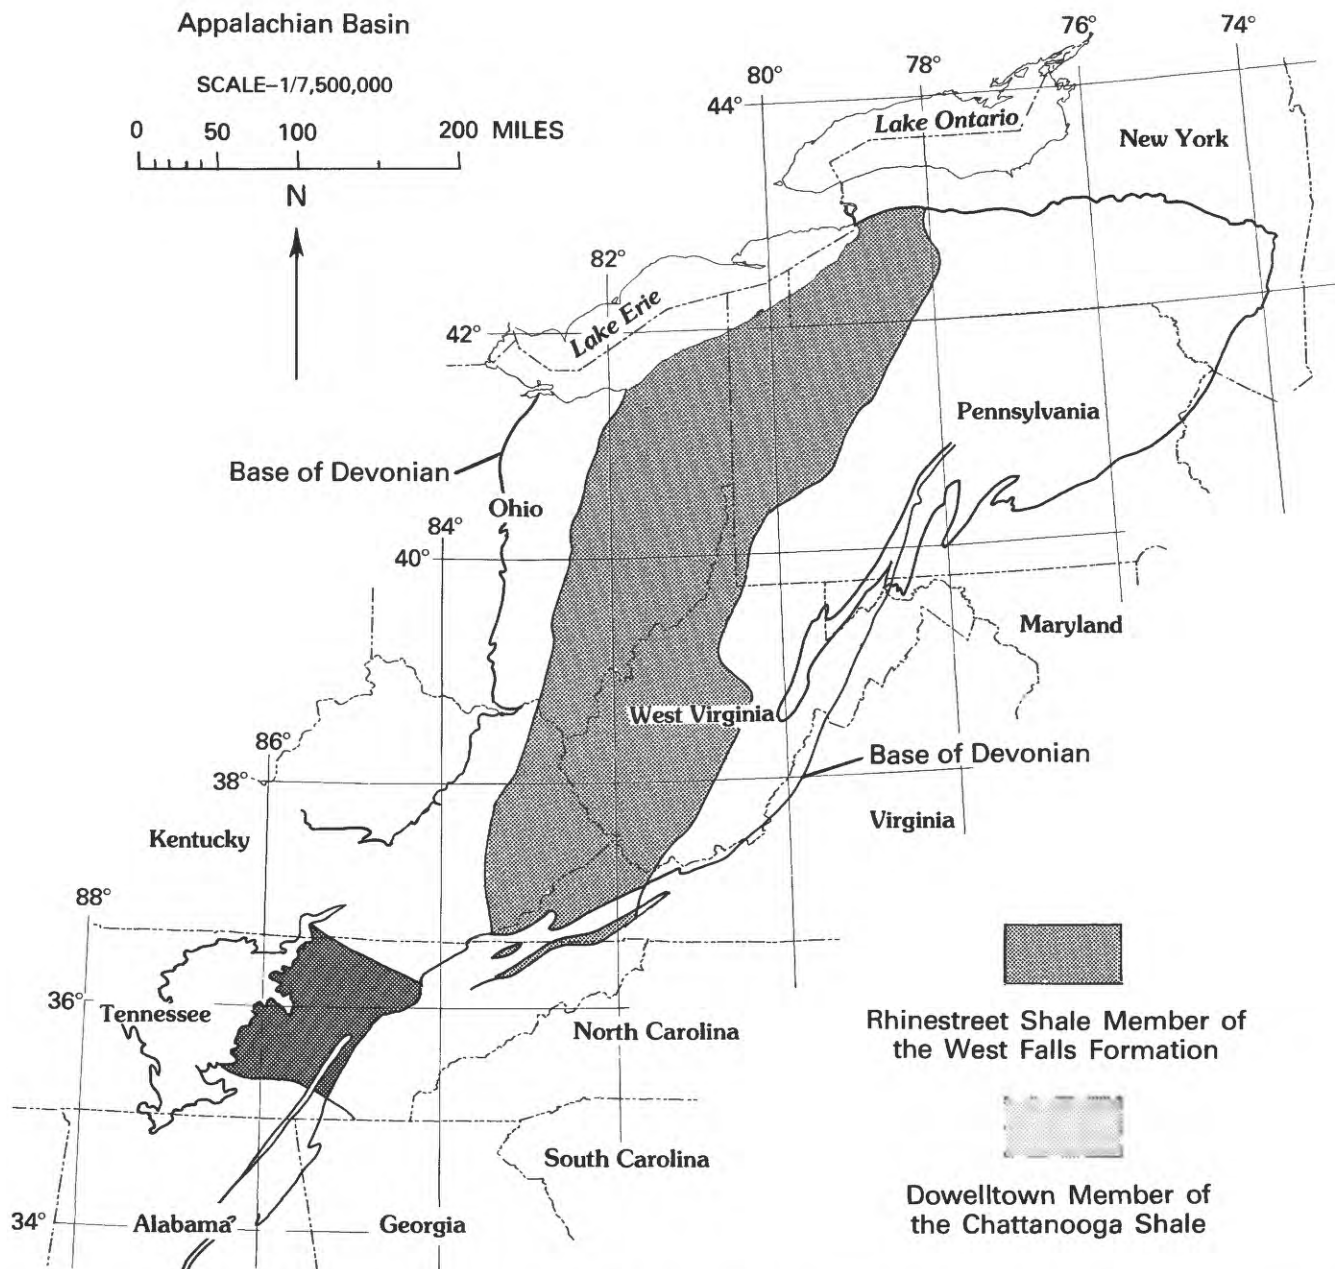 Appalachian Basin
SCALE–1/7,500,000
0 50 100 200 MILES
N
80° 78° 76° 74°
44°
Lake Ontario
New York
82°
42°
Lake Erie
Pennsylvania
Base of Devonian
Ohio
84°
40°
Maryland
West Virginia
86°
38°
Base of Devonian
Virginia
Kentucky
88°
36°
Tennessee
North Carolina
Rhinestreet Shale Member of
the West Falls Formation
South Carolina
Dowelltown Member of
the Chattanooga Shale
34°
Alabama
Georgia